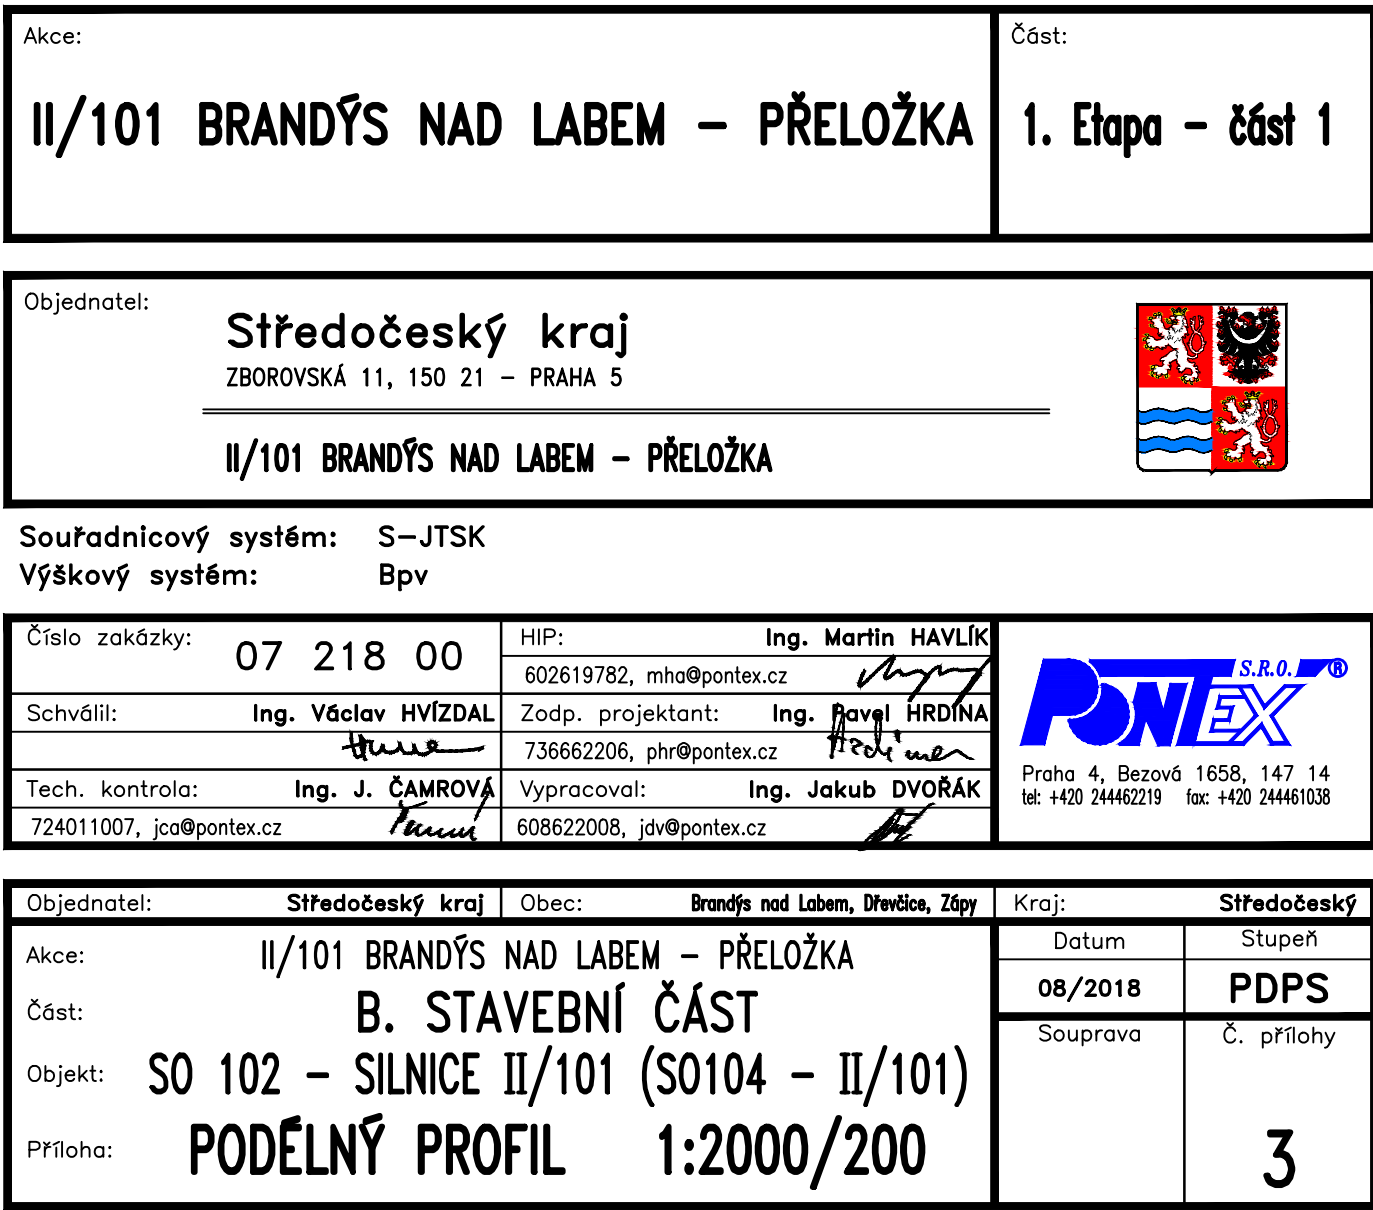 Akce:
II/101 BRANDÝS NAD LABEM – PŘELOŽKA
Část:
1. Etapa – část 1
Objednatel:
Středočeský kraj
ZBOROVSKÁ 11, 150 21 – PRAHA 5
II/101 BRANDÝS NAD LABEM – PŘELOŽKA
Souřadnicový systém: S–JTSK
Výškový systém: Bpv
Číslo zakázky: 07 218 00
HIP: Ing. Martin HAVLÍK
602619782, mha@pontex.cz
Schválil: Ing. Václav HVÍZDAL
Zodp. projektant: Ing. Pavel HRDINA
736662206, phr@pontex.cz
Tech. kontrola: Ing. J. ČAMROVÁ
724011007, jca@pontex.cz
Vypracoval: Ing. Jakub DVOŘÁK
608622008, jdv@pontex.cz
PONTEX S.R.O. ®
Praha 4, Bezová 1658, 147 14
tel: +420 244462219 fax: +420 244461038
Objednatel: Středočeský kraj
Obec: Brandýs nad Labem, Dřevčice, Zápy
Kraj: Středočeský
Akce: II/101 BRANDÝS NAD LABEM – PŘELOŽKA
Část: B. STAVEBNÍ ČÁST
Objekt: SO 102 – SILNICE II/101 (SO104 – II/101)
Příloha: PODÉLNÝ PROFIL 1:2000/200
Datum
08/2018
Stupeň
PDPS
Souprava
Č. přílohy
3